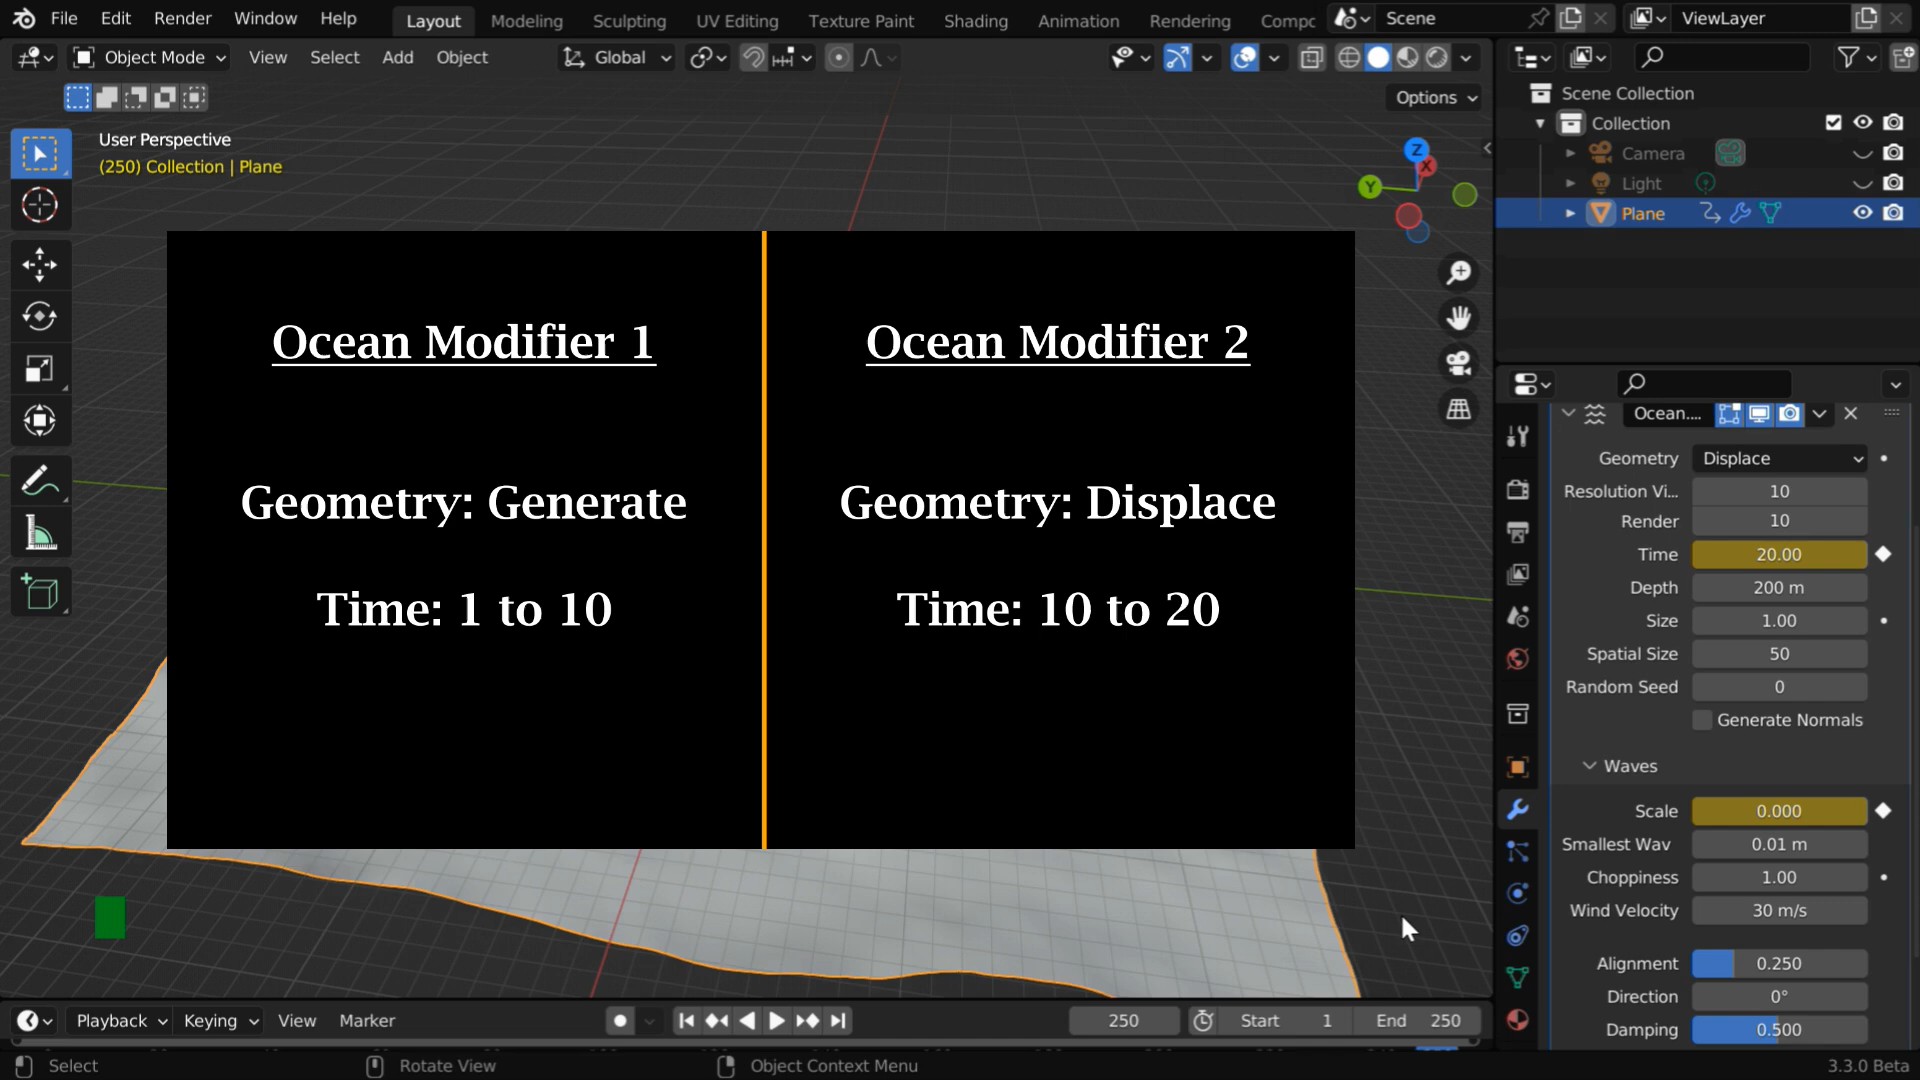 File Edit Render Window Help
Layout Modeling Sculpting UV Editing Texture Paint Shading Animation Rendering Compc
Scene
ViewLayer
Object Mode View Select Add Object
Global
Options
User Perspective
(250) Collection | Plane
Z
X
Y
Scene Collection
Collection
Camera
Light
Plane
Ocean Modifier 1
Geometry: Generate
Time: 1 to 10
Ocean Modifier 2
Geometry: Displace
Time: 10 to 20
Ocean....
Geometry Displace
Resolution Vi... 10
Render 10
Time 20.00
Depth 200 m
Size 1.00
Spatial Size 50
Random Seed 0
Generate Normals
Waves
Scale 0.000
Smallest Wav 0.01 m
Choppiness 1.00
Wind Velocity 30 m/s
Alignment 0.250
Direction 0°
Damping 0.500
Playback Keying View Marker
250
Start 1
End 250
Select
Rotate View
Object Context Menu
3.3.0 Beta